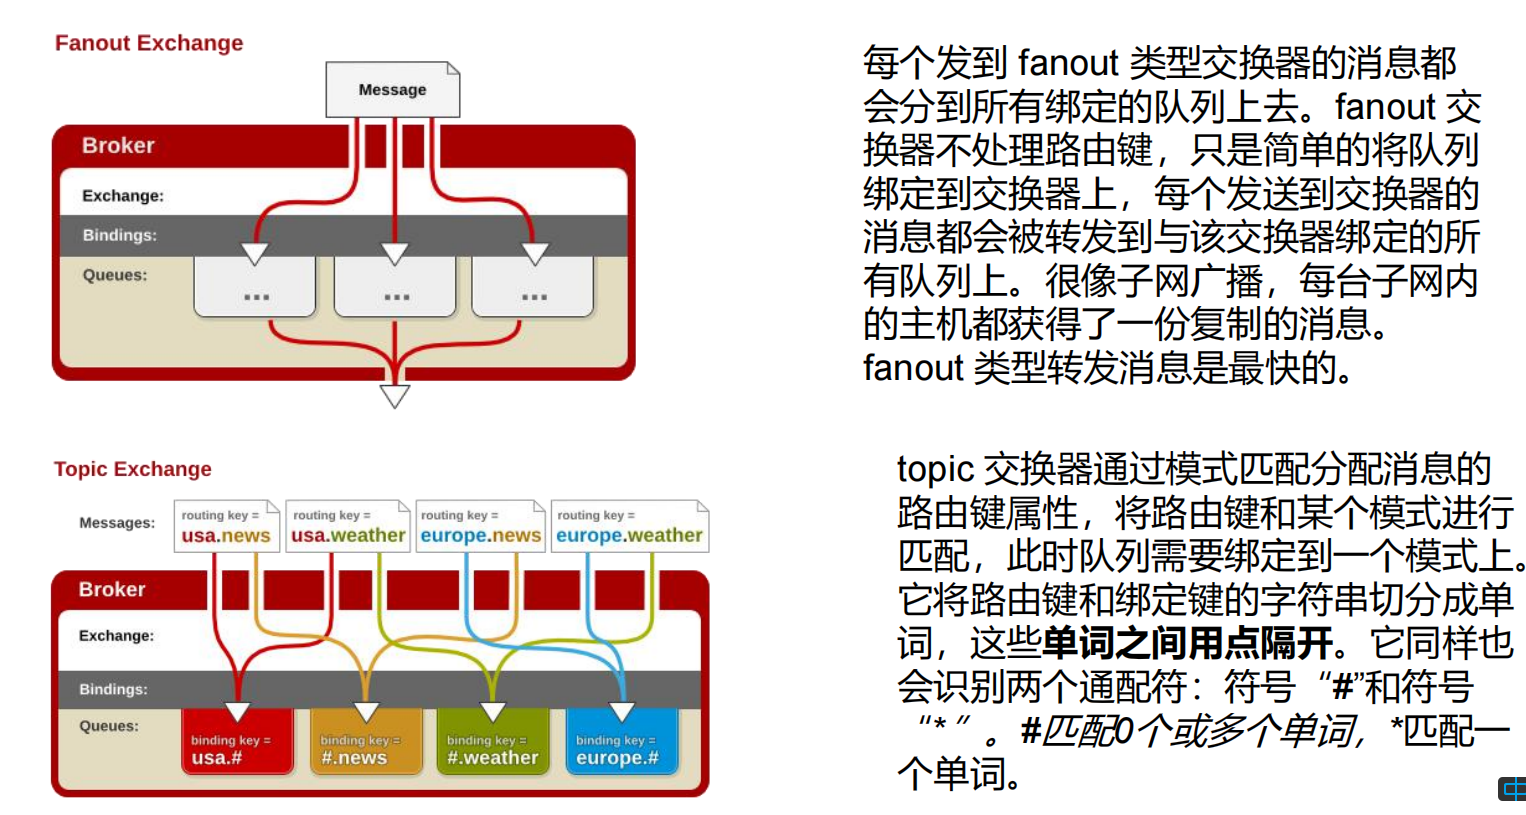 Fanout Exchange
Message
Broker
Exchange:
Bindings:
Queues:
...
...
...
每个发到 fanout 类型交换器的消息都
会分到所有绑定的队列上去。fanout 交
换器不处理路由键，只是简单的将队列
绑定到交换器上，每个发送到交换器的
消息都会被转发到与该交换器绑定的所
有队列上。很像子网广播，每台子网内
的主机都获得了一份复制的消息。
fanout 类型转发消息是最快的。
Topic Exchange
Messages:
routing key =
usa.news
routing key =
usa.weather
routing key =
europe.news
routing key =
europe.weather
Broker
Exchange:
Bindings:
Queues:
binding key =
usa.#
binding key =
#.news
binding key =
#.weather
binding key =
europe.#
topic 交换器通过模式匹配分配消息的
路由键属性，将路由键和某个模式进行
匹配，此时队列需要绑定到一个模式上。
它将路由键和绑定键的字符串切分成单
词，这些单词之间用点隔开。它同样也
会识别两个通配符：符号“#”和符号
“*”。#匹配0个或多个单词，*匹配一
个单词。